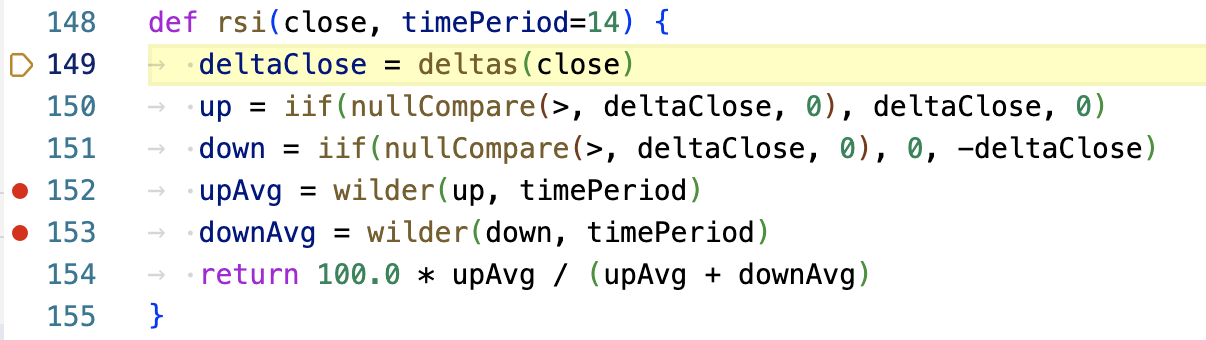 148 def rsi(close, timePeriod=14) {
149 deltaClose = deltas(close)
150 up = iif(nullCompare(>, deltaClose, 0), deltaClose, 0)
151 down = iif(nullCompare(>, deltaClose, 0), 0, -deltaClose)
152 upAvg = wilder(up, timePeriod)
153 downAvg = wilder(down, timePeriod)
154 return 100.0 * upAvg / (upAvg + downAvg)
155 }